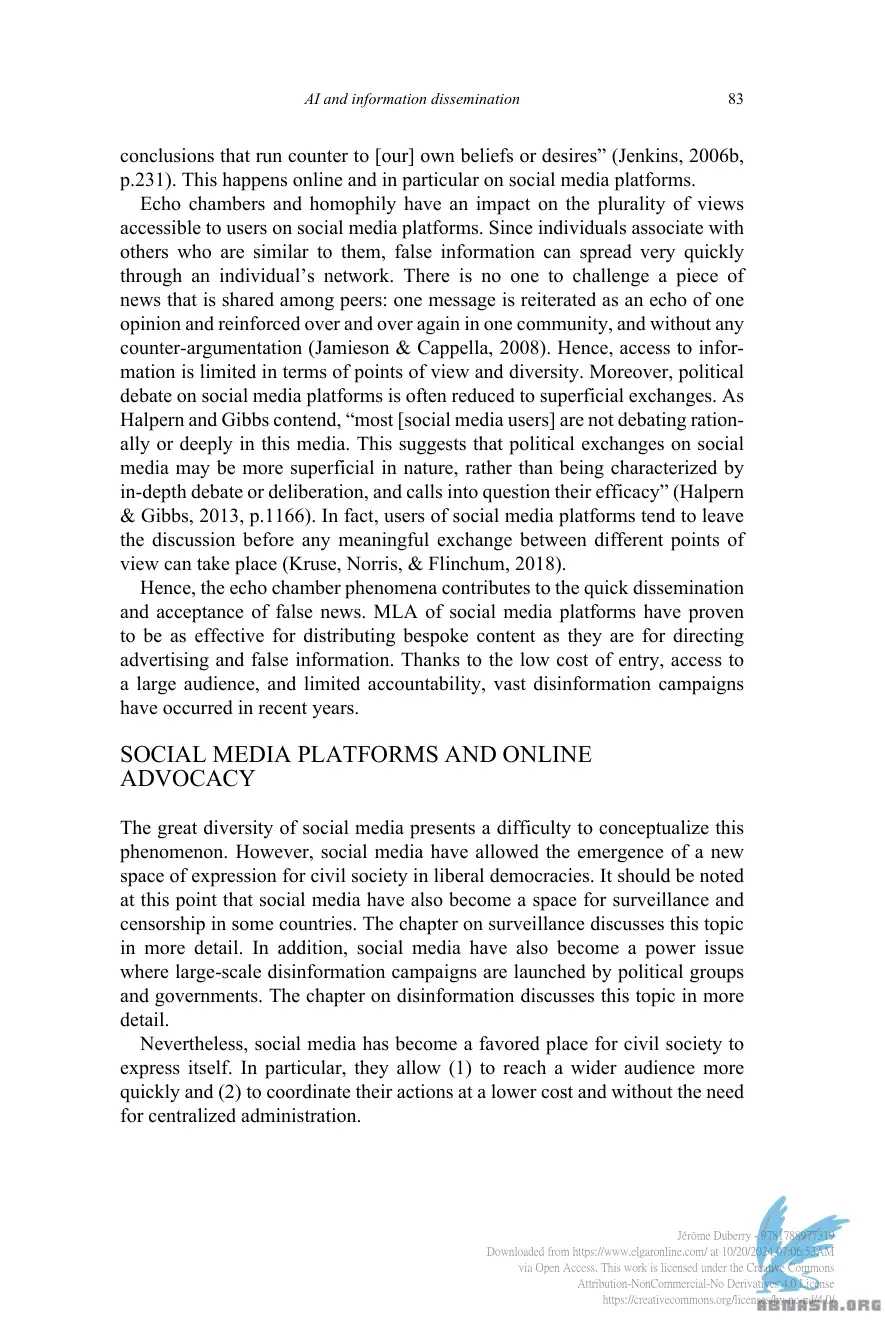 AI and information dissemination 83
conclusions that run counter to [our] own beliefs or desires” (Jenkins, 2006b,
p.231). This happens online and in particular on social media platforms.
Echo chambers and homophily have an impact on the plurality of views
accessible to users on social media platforms. Since individuals associate with
others who are similar to them, false information can spread very quickly
through an individual’s network. There is no one to challenge a piece of
news that is shared among peers: one message is reiterated as an echo of one
opinion and reinforced over and over again in one community, and without any
counter-argumentation (Jamieson & Cappella, 2008). Hence, access to infor-
mation is limited in terms of points of view and diversity. Moreover, political
debate on social media platforms is often reduced to superficial exchanges. As
Halpern and Gibbs contend, “most [social media users] are not debating ration-
ally or deeply in this media. This suggests that political exchanges on social
media may be more superficial in nature, rather than being characterized by
in-depth debate or deliberation, and calls into question their efficacy” (Halpern
& Gibbs, 2013, p.1166). In fact, users of social media platforms tend to leave
the discussion before any meaningful exchange between different points of
view can take place (Kruse, Norris, & Flinchum, 2018).
Hence, the echo chamber phenomena contributes to the quick dissemination
and acceptance of false news. MLA of social media platforms have proven
to be as effective for distributing bespoke content as they are for directing
advertising and false information. Thanks to the low cost of entry, access to
a large audience, and limited accountability, vast disinformation campaigns
have occurred in recent years.
SOCIAL MEDIA PLATFORMS AND ONLINE
ADVOCACY
The great diversity of social media presents a difficulty to conceptualize this
phenomenon. However, social media have allowed the emergence of a new
space of expression for civil society in liberal democracies. It should be noted
at this point that social media have also become a space for surveillance and
censorship in some countries. The chapter on surveillance discusses this topic
in more detail. In addition, social media have also become a power issue
where large-scale disinformation campaigns are launched by political groups
and governments. The chapter on disinformation discusses this topic in more
detail.
Nevertheless, social media has become a favored place for civil society to
express itself. In particular, they allow (1) to reach a wider audience more
quickly and (2) to coordinate their actions at a lower cost and without the need
for centralized administration.
Jérôme Duberry - 9781788977319
Downloaded from https://www.elgaronline.com/ at 10/20/2024 07:06:53AM
via Open Access. This work is licensed under the Creative Commons
Attribution-NonCommercial-No Derivatives 4.0 License
https://creativecommons.org/licenses/by-nc-nd/4.0/
ABTWASIA.ORG